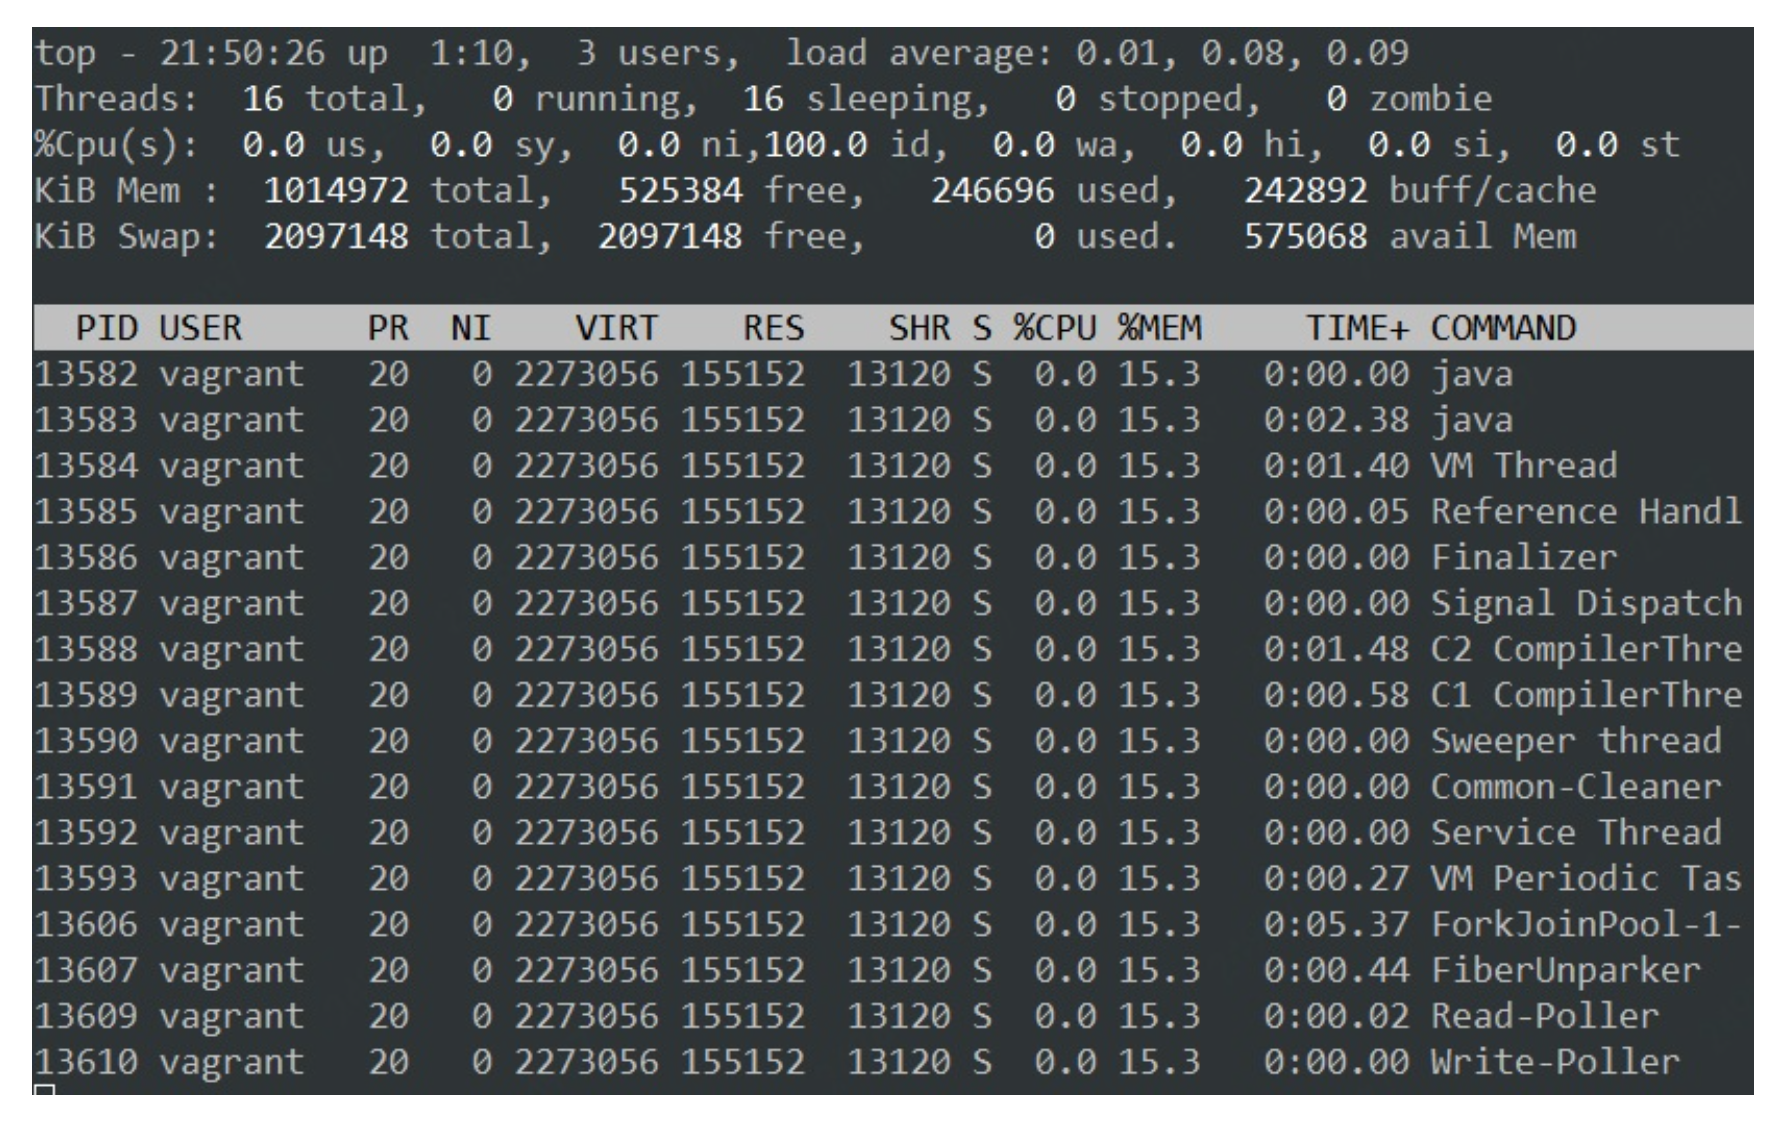 top - 21:50:26 up  1:10,  3 users,  load average: 0.01, 0.08, 0.09
Threads:  16 total,   0 running,  16 sleeping,   0 stopped,   0 zombie
%Cpu(s):  0.0 us,  0.0 sy,  0.0 ni,100.0 id,  0.0 wa,  0.0 hi,  0.0 si,  0.0 st
KiB Mem :  1014972 total,   525384 free,   246696 used,   242892 buff/cache
KiB Swap:  2097148 total,  2097148 free,        0 used.   575068 avail Mem
  PID USER      PR  NI    VIRT    RES    SHR S %CPU %MEM     TIME+ COMMAND
13582 vagrant   20   0 2273056 155152  13120 S  0.0 15.3   0:00.00 java
13583 vagrant   20   0 2273056 155152  13120 S  0.0 15.3   0:02.38 java
13584 vagrant   20   0 2273056 155152  13120 S  0.0 15.3   0:01.40 VM Thread
13585 vagrant   20   0 2273056 155152  13120 S  0.0 15.3   0:00.05 Reference Handl
13586 vagrant   20   0 2273056 155152  13120 S  0.0 15.3   0:00.00 Finalizer
13587 vagrant   20   0 2273056 155152  13120 S  0.0 15.3   0:00.00 Signal Dispatch
13588 vagrant   20   0 2273056 155152  13120 S  0.0 15.3   0:01.48 C2 CompilerThre
13589 vagrant   20   0 2273056 155152  13120 S  0.0 15.3   0:00.58 C1 CompilerThre
13590 vagrant   20   0 2273056 155152  13120 S  0.0 15.3   0:00.00 Sweeper thread
13591 vagrant   20   0 2273056 155152  13120 S  0.0 15.3   0:00.00 Common-Cleaner
13592 vagrant   20   0 2273056 155152  13120 S  0.0 15.3   0:00.00 Service Thread
13593 vagrant   20   0 2273056 155152  13120 S  0.0 15.3   0:00.27 VM Periodic Tas
13606 vagrant   20   0 2273056 155152  13120 S  0.0 15.3   0:05.37 ForkJoinPool-1-
13607 vagrant   20   0 2273056 155152  13120 S  0.0 15.3   0:00.44 FiberUnparker
13609 vagrant   20   0 2273056 155152  13120 S  0.0 15.3   0:00.02 Read-Poller
13610 vagrant   20   0 2273056 155152  13120 S  0.0 15.3   0:00.00 Write-Poller